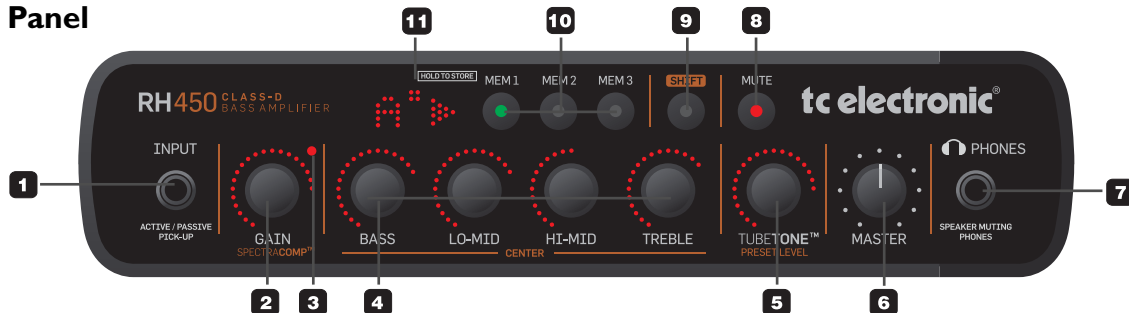 Panel
11 10 9 8
HOLD TO STORE MEM 1 MEM 2 MEM 3 SHIFT MUTE
RH450 CLASS-D
BASS AMPLIFIER
A# tc electronic®
INPUT PHONES
1 7
ACTIVE / PASSIVE
PICK-UP
SPEAKER MUTING
PHONES
GAIN BASS LO-MID HI-MID TREBLE TUBETONE™ MASTER
SPECTRACOMP™ CENTER PRESET LEVEL
2 3 4 5 6